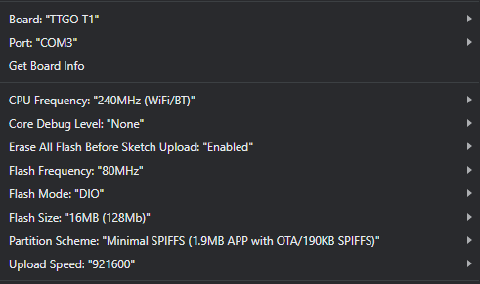 Board: "TTGO T1"
Port: "COM3"
Get Board Info
CPU Frequency: "240MHz (WiFi/BT)"
Core Debug Level: "None"
Erase All Flash Before Sketch Upload: "Enabled"
Flash Frequency: "80MHz"
Flash Mode: "DIO"
Flash Size: "16MB (128Mb)"
Partition Scheme: "Minimal SPIFFS (1.9MB APP with OTA/190KB SPIFFS)"
Upload Speed: "921600"